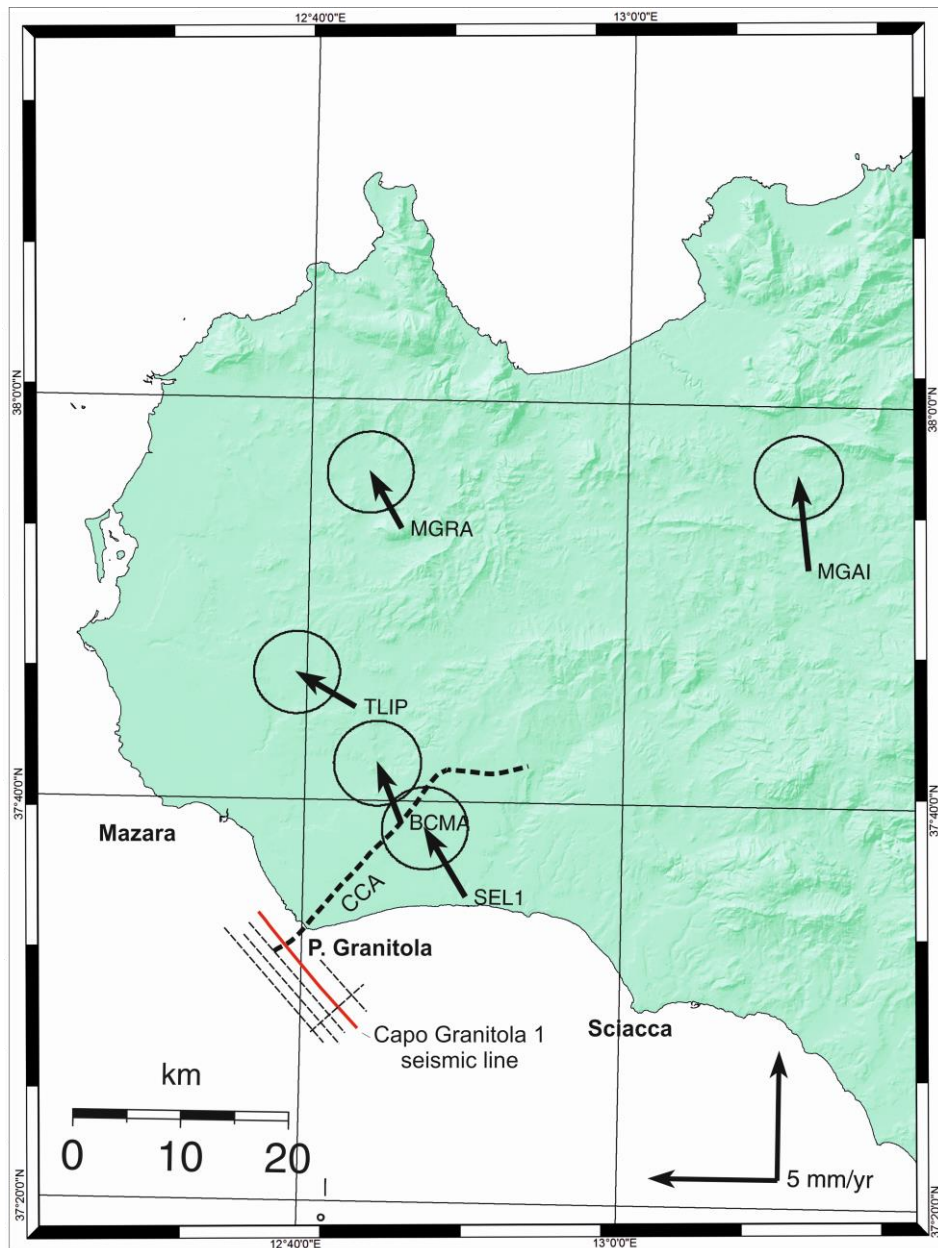 12°40'0"E
13°0'0"E
38°0'0"N
38°0'0"N
MGRA
MGAI
TLIP
37°40'0"N
37°40'0"N
BCMA
Mazara
CCA
SEL1
P. Granitola
Sciacca
Capo Granitola 1
seismic line
km
0 10 20
5 mm/yr
37°20'0"N
37°20'0"N
12°40'0"E
13°0'0"E